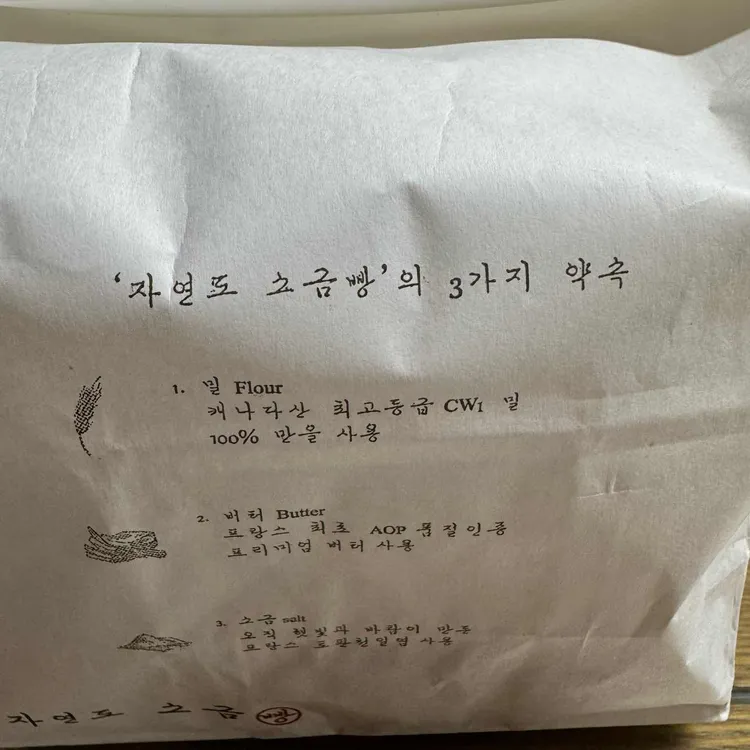 '자연도 소금빵'의 3가지 약속
1. 밀 Flour
캐나다산 최고등급 CW1 밀
100% 만을 사용
2. 버터 Butter
프랑스 최초 AOP 품질인증
프리미엄 버터 사용
3. 소금 salt
오직 햇빛과 바람이 만든
프랑스 토판천일염 사용
자연도 소금빵